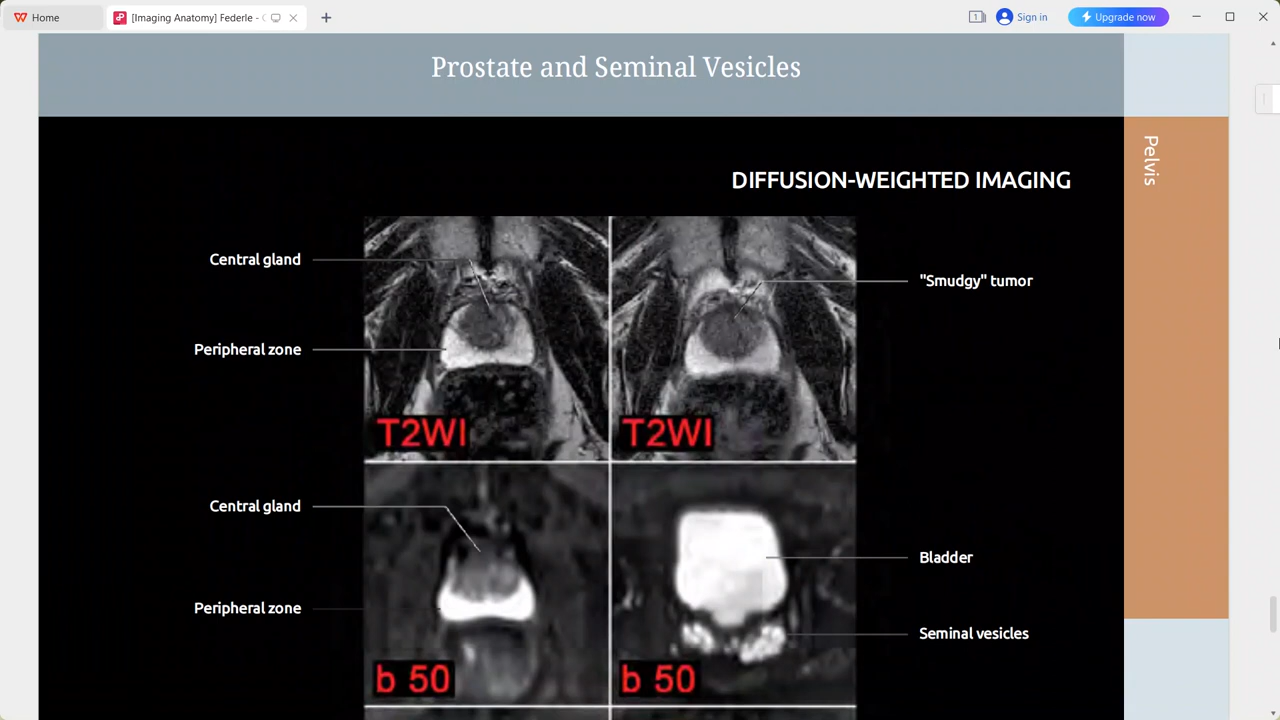 Home
[Imaging Anatomy] Federle -
1
Sign in
Upgrade now
Prostate and Seminal Vesicles
Pelvis
DIFFUSION-WEIGHTED IMAGING
Central gland
"Smudgy" tumor
Peripheral zone
T2WI
T2WI
Central gland
Bladder
Peripheral zone
Seminal vesicles
b 50
b 50